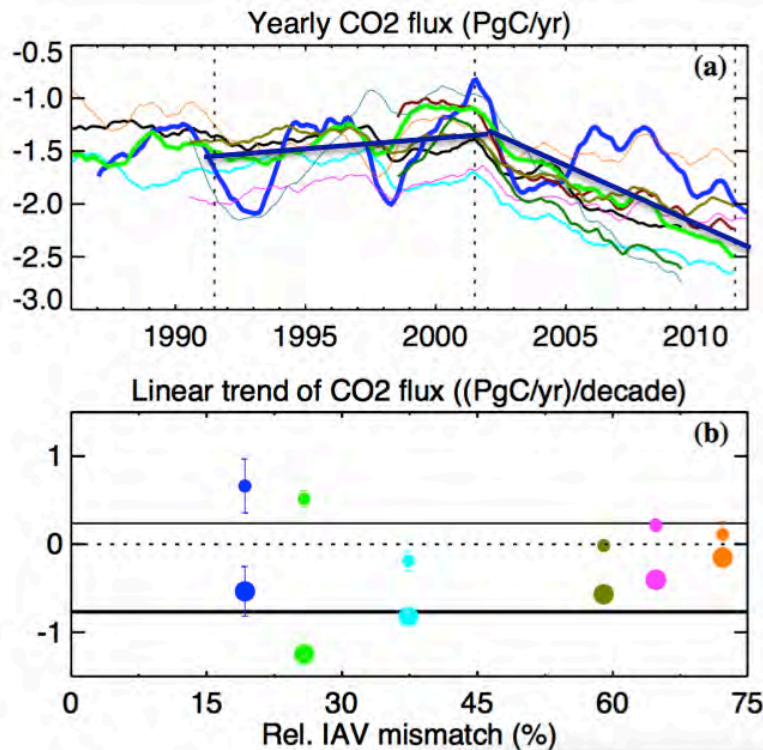 Yearly CO2 flux (PgC/yr)
(a)
-0.5
-1.0
-1.5
-2.0
-2.5
-3.0
1990 1995 2000 2005 2010
Linear trend of CO2 flux ((PgC/yr)/decade)
(b)
1
0
-1
0 15 30 45 60 75
Rel. IAV mismatch (%)